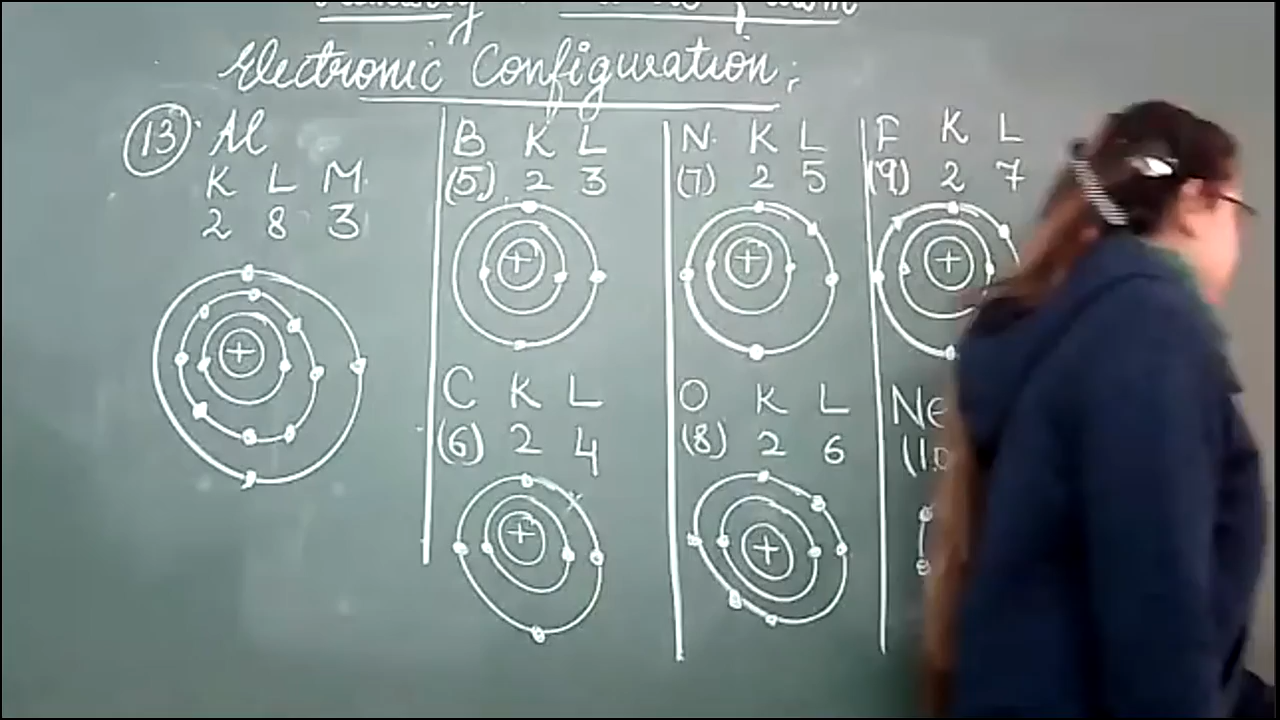 Electronic Configuration:
(13) Al
K L M
2 8 3
+
B K L
(5) 2 3
+
C K L
(6) 2 4
+
N K L
(7) 2 5
+
O K L
(8) 2 6
+
F K L
(9) 2 7
+
Ne